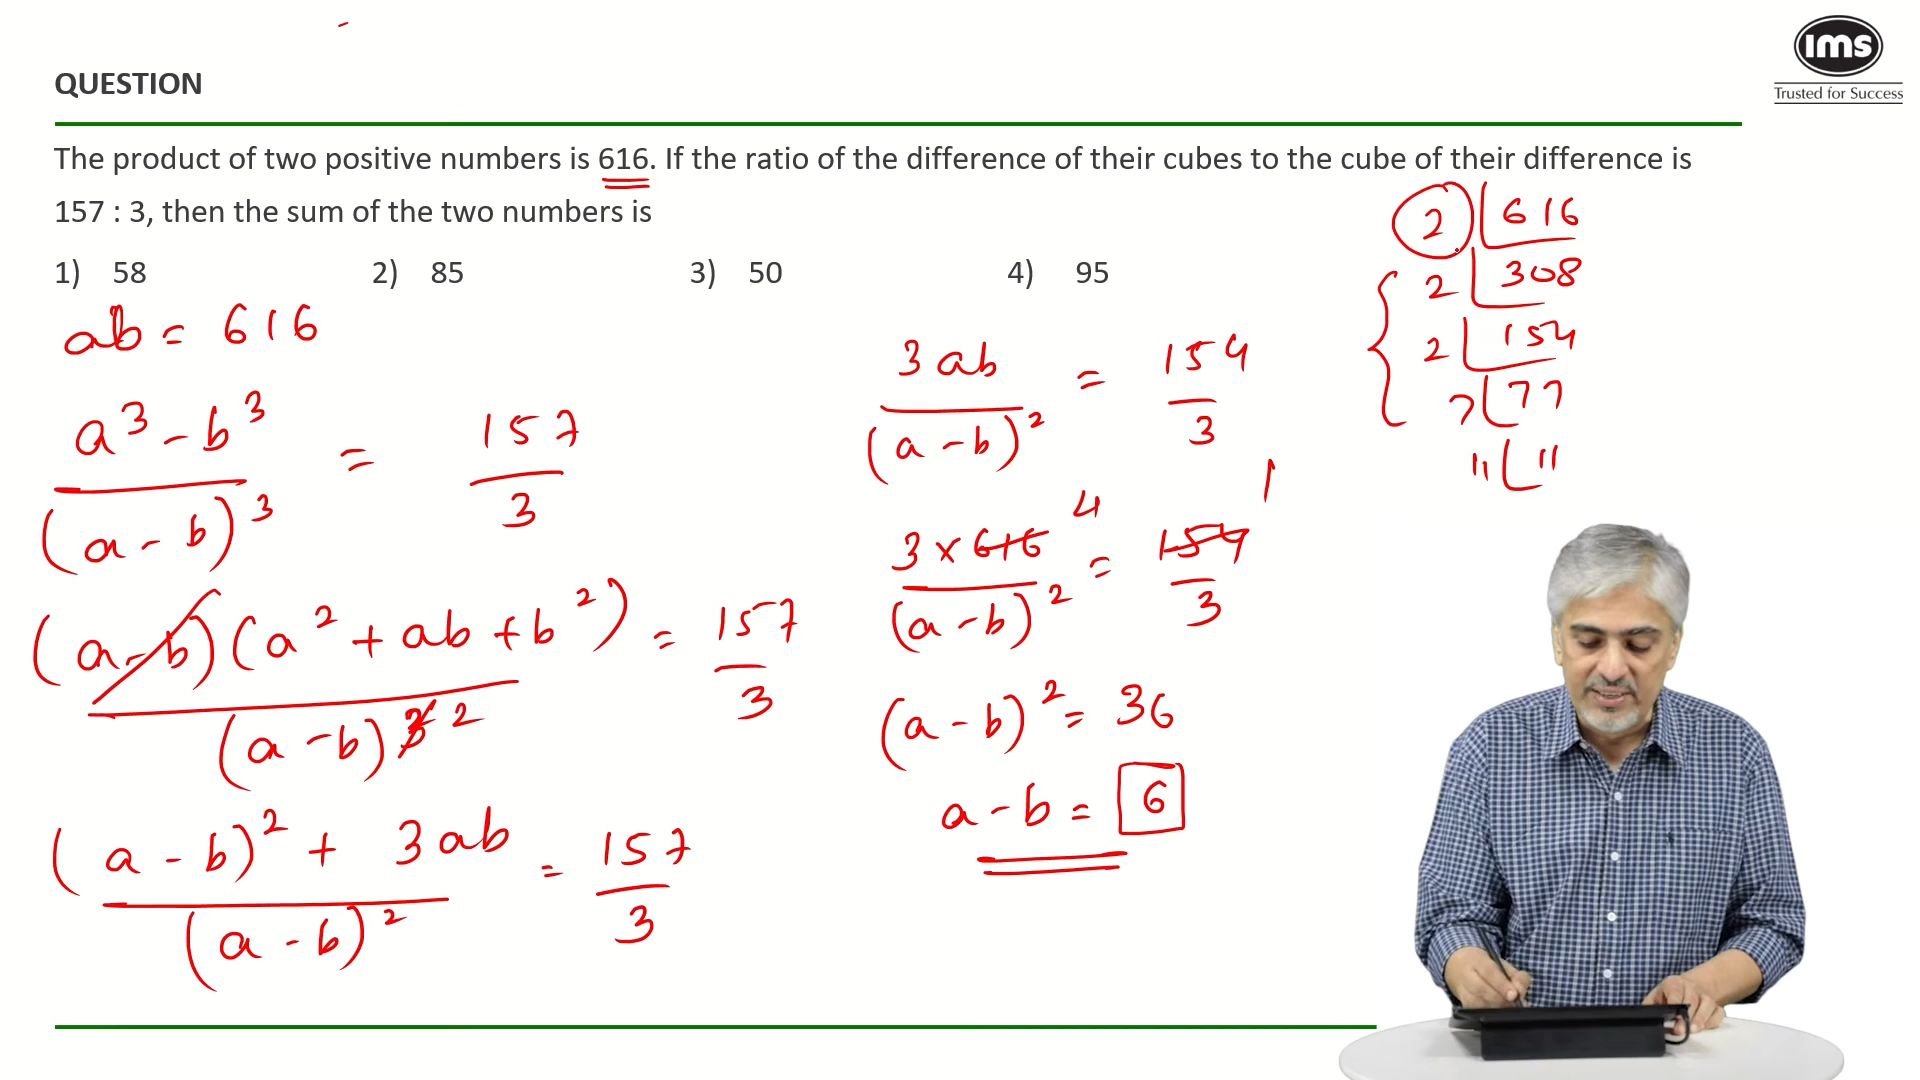 ims
Trusted for Success
QUESTION
The product of two positive numbers is 616. If the ratio of the difference of their cubes to the cube of their difference is
157 : 3, then the sum of the two numbers is
1) 58 2) 85 3) 50 4) 95
ab = 616
a³ - b³ / (a - b)³ = 157 / 3
(a - b)(a² + ab + b²) / (a - b)3 2 = 157 / 3
(a - b)² + 3ab / (a - b)² = 157 / 3
3ab / (a - b)² = 154 / 3
3 × 616 4 / (a - b)² = 154 1 / 3
(a - b)² = 36
a - b = 6
2 616
2 308
2 154
7 77
11 11